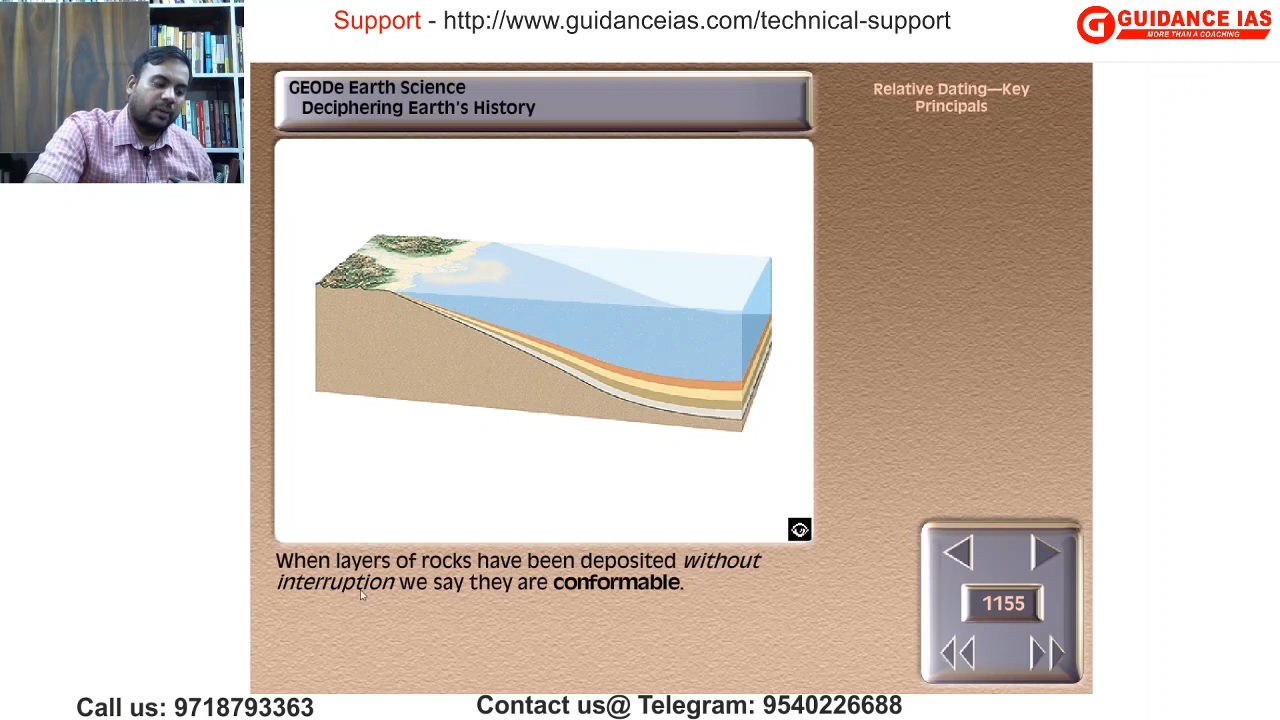 Support - http://www.guidanceias.com/technical-support
GUIDANCE IAS
MORE THAN A COACHING
GEODe Earth Science
Deciphering Earth's History
Relative Dating—Key
Principals
When layers of rocks have been deposited without
interruption we say they are conformable.
1155
Call us: 9718793363
Contact us@ Telegram: 9540226688